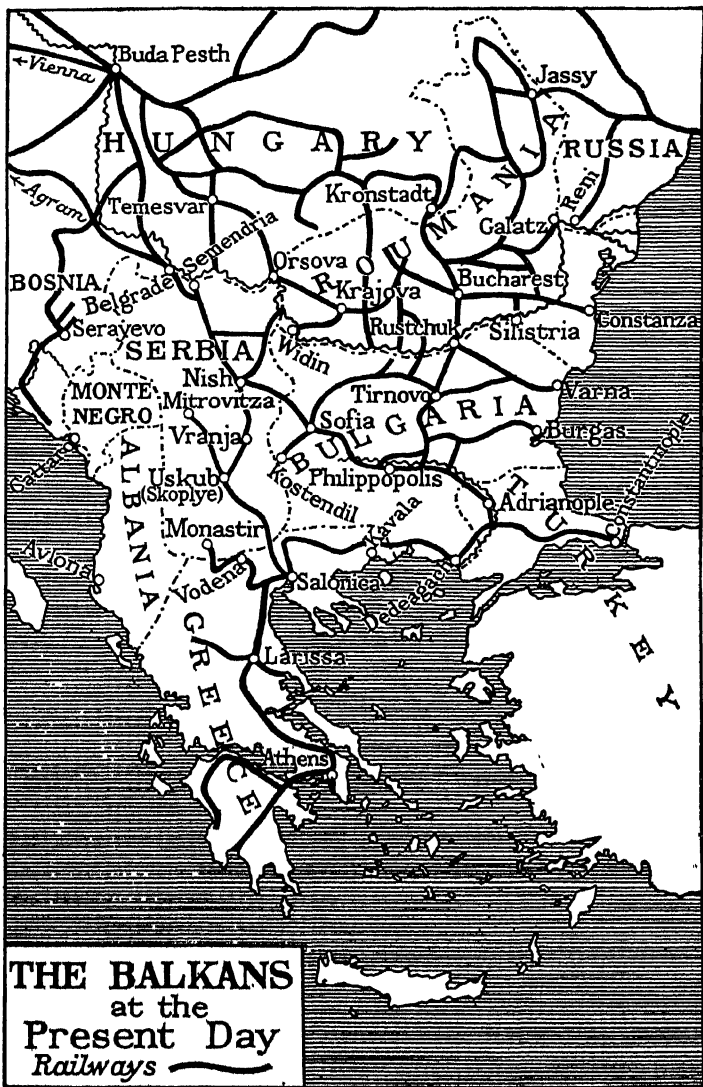 Buda Pesth
←Vienna
Jassy
HUNGARY
RUSSIA
←Agram
Temesvar
Kronstadt
ROUMANIA
Reni
Galatz
Semendria
Orsova
BOSNIA
Belgrade
Krajova
Bucharest
Constanza
Serayevo
Rustchuk
Silistria
SERBIA
Widin
Nish
MONTE
NEGRO
Mitrovitza
Tirnovo
Varna
Sofia
BULGARIA
Vranja
Burgas
Cattaro
ALBANIA
Uskub
(Skoplye)
Kostendil
Philippopolis
Adrianople
Constantinople
TURKEY
Monastir
Kavala
Avlona
Vodena
Salonica
Dedeagach
GREECE
Larissa
Athens
THE BALKANS
at the
Present Day
Railways